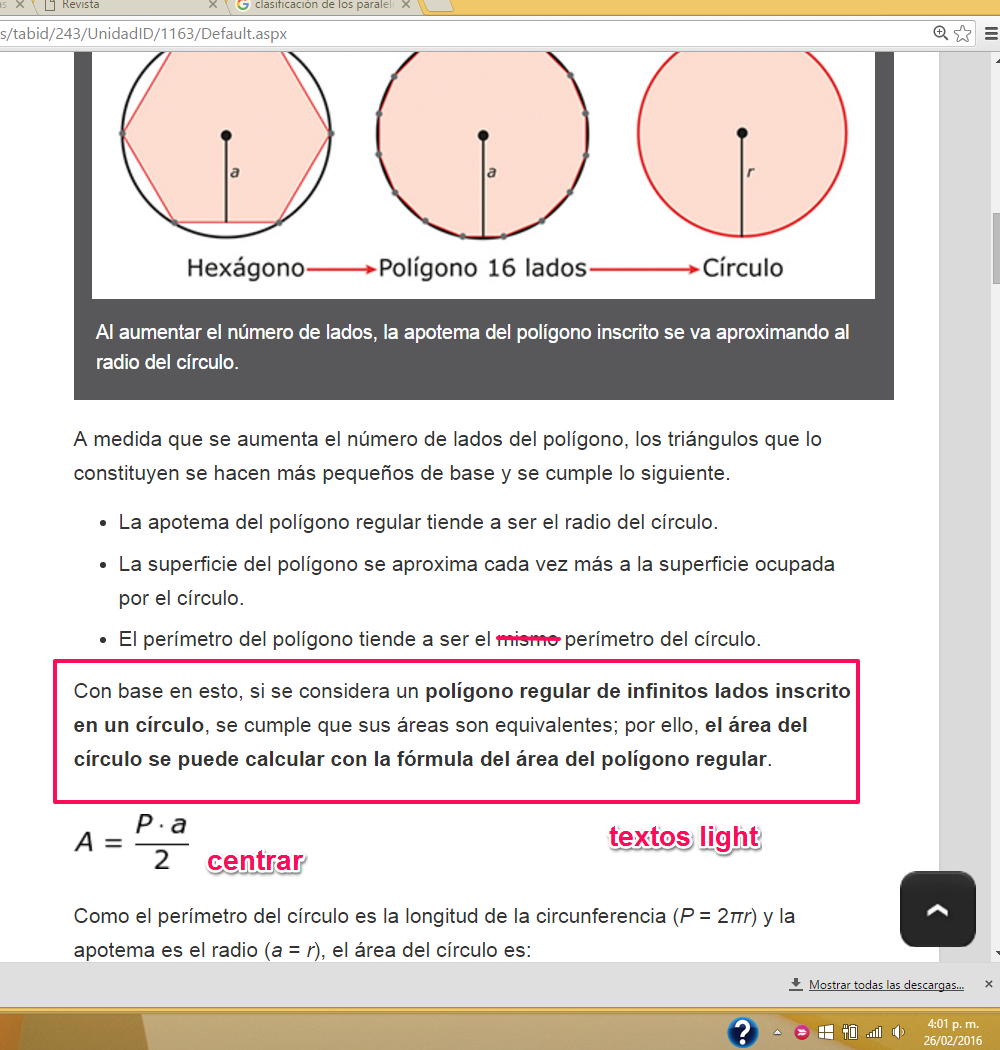 as
Revista
clasificación de los paralel
s/tabid/243/UnidadID/1163/Default.aspx
a
a
r
Hexágono
Polígono 16 lados
Círculo
Al aumentar el número de lados, la apotema del polígono inscrito se va aproximando al
radio del círculo.
A medida que se aumenta el número de lados del polígono, los triángulos que lo
constituyen se hacen más pequeños de base y se cumple lo siguiente.
• La apotema del polígono regular tiende a ser el radio del círculo.
• La superficie del polígono se aproxima cada vez más a la superficie ocupada
por el círculo.
• El perímetro del polígono tiende a ser el mismo perímetro del círculo.
Con base en esto, si se considera un polígono regular de infinitos lados inscrito
en un círculo, se cumple que sus áreas son equivalentes; por ello, el área del
círculo se puede calcular con la fórmula del área del polígono regular.
A = P · a / 2
centrar
textos light
Como el perímetro del círculo es la longitud de la circunferencia (P = 2πr) y la
apotema es el radio (a = r), el área del círculo es:
Mostrar todas las descargas...
4:01 p. m.
26/02/2016